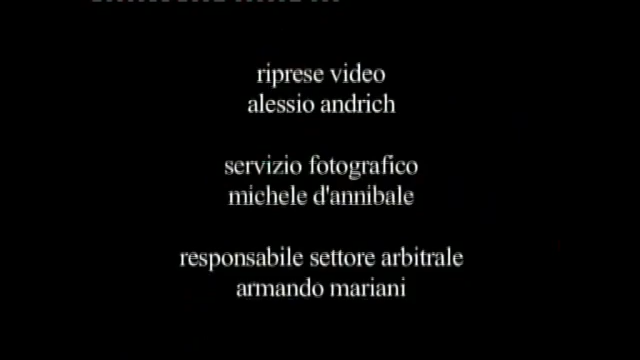 riprese video
alessio andrich
servizio fotografico
michele d'annibale
responsabile settore arbitrale
armando mariani